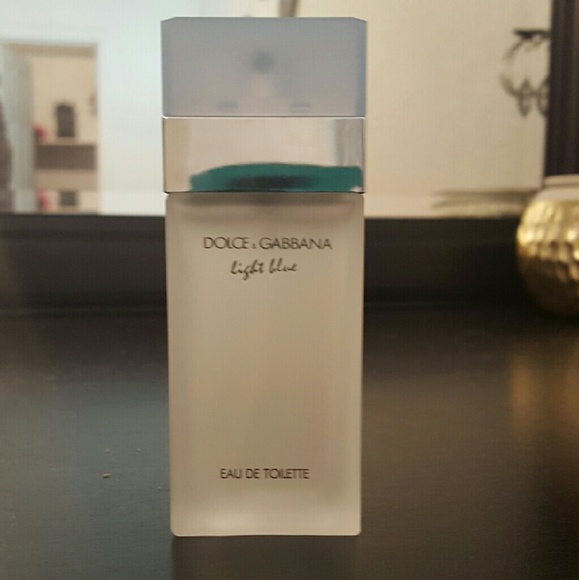 DOLCE & GABBANA
light blue
EAU DE TOILETTE